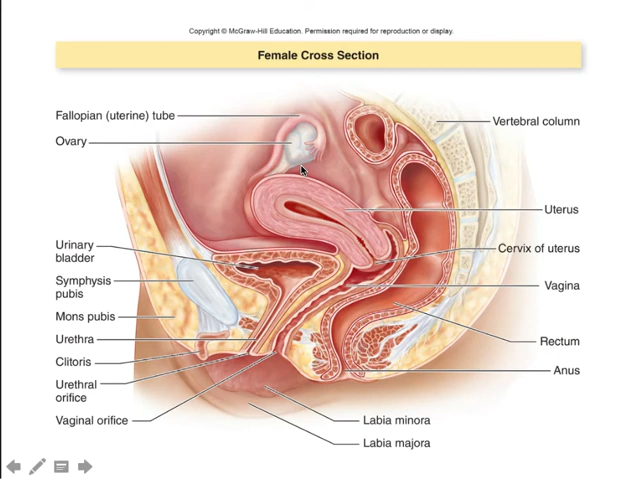 Copyright © McGraw-Hill Education. Permission required for reproduction or display.
Female Cross Section
Fallopian (uterine) tube
Ovary
Urinary
bladder
Symphysis
pubis
Mons pubis
Urethra
Clitoris
Urethral
orifice
Vaginal orifice
Vertebral column
Uterus
Cervix of uterus
Vagina
Rectum
Anus
Labia minora
Labia majora